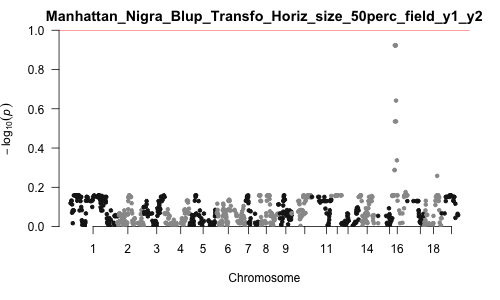 Manhattan_Nigra_Blup_Transfo_Horiz_size_50perc_field_y1_y2
1.0
0.8
0.6
0.4
0.2
0.0
− log₁₀(p)
1 2 3 4 5 6 7 8 9 11 14 16 18
Chromosome